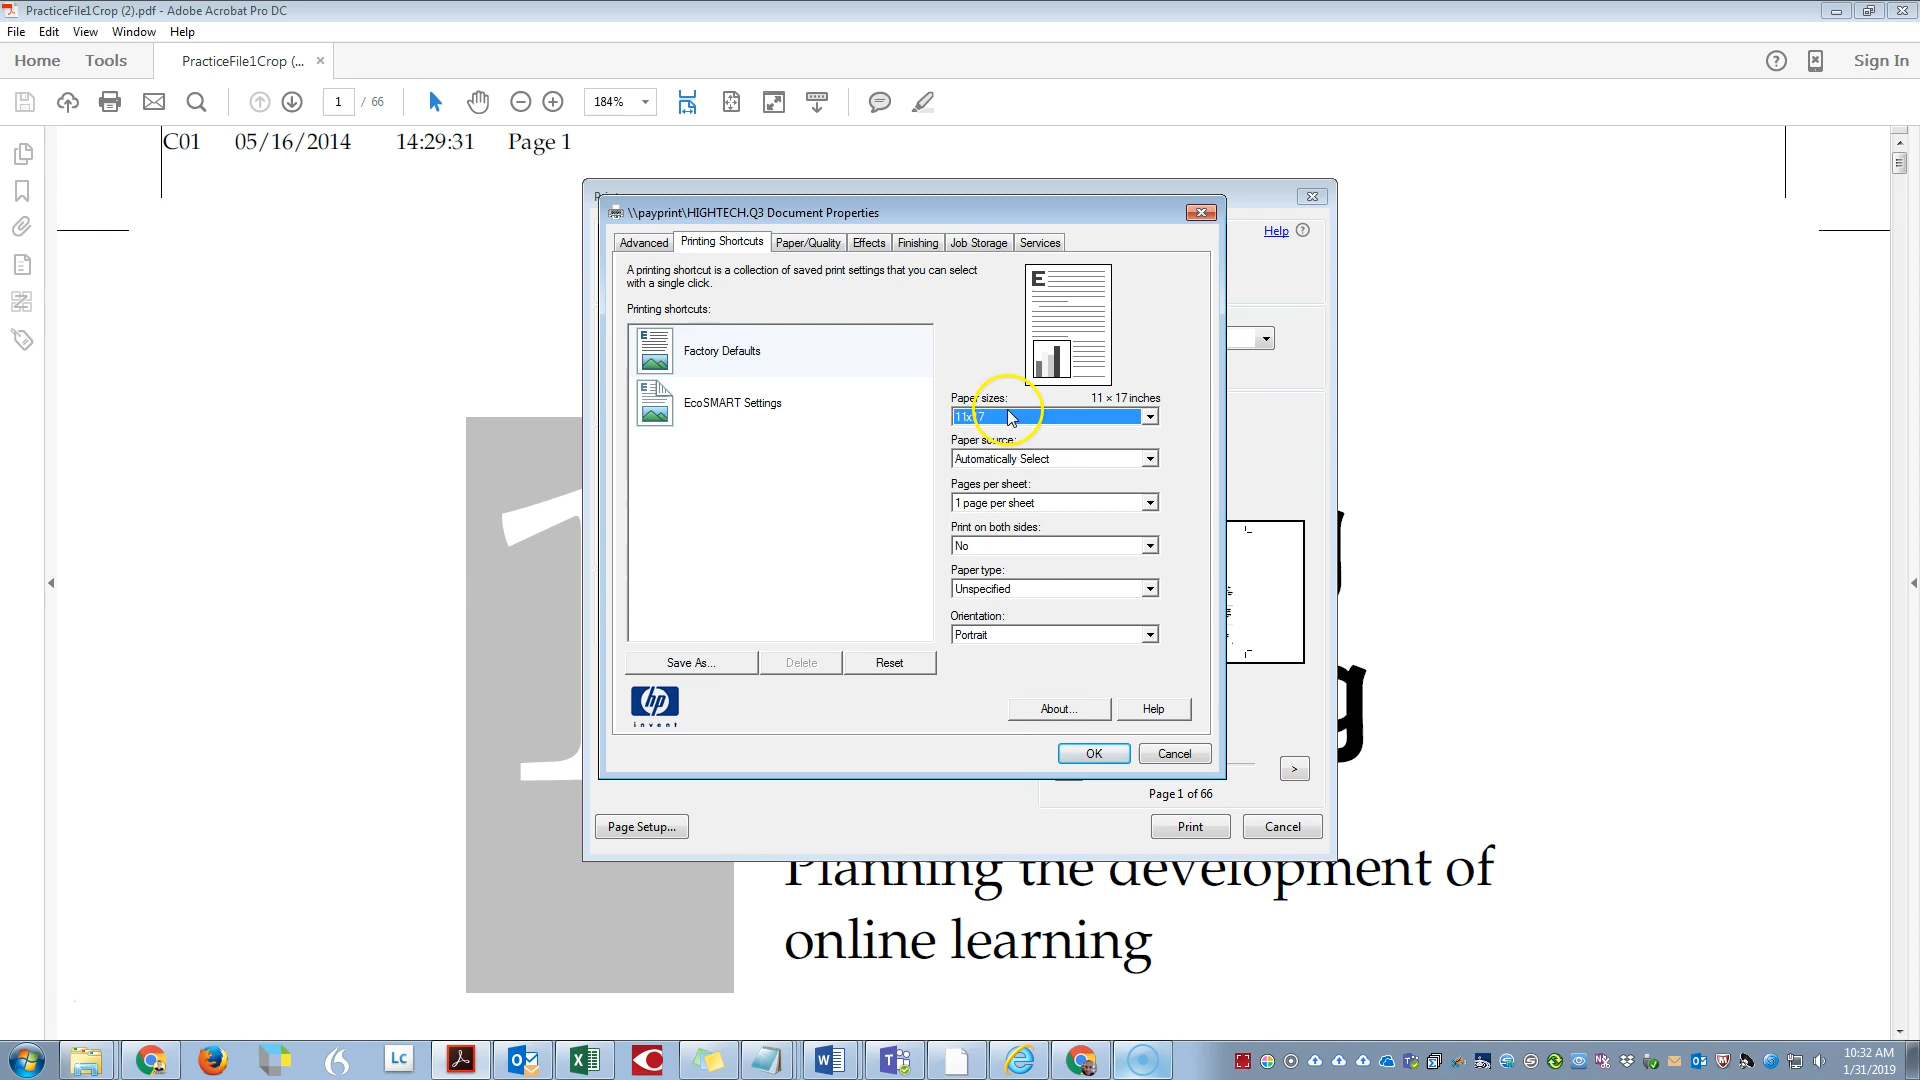 PracticeFile1Crop (2).pdf - Adobe Acrobat Pro DC
File Edit View Window Help
Home Tools PracticeFile1Crop (... × Sign In
1 / 66 184%
C01 05/16/2014 14:29:31 Page 1
\\payprint\HIGHTECH.Q3 Document Properties
Help
Advanced Printing Shortcuts Paper/Quality Effects Finishing Job Storage Services
A printing shortcut is a collection of saved print settings that you can select
with a single click.
Printing shortcuts:
E
Factory Defaults
EcoSMART Settings
Paper sizes: 11 × 17 inches
11x17
Paper source:
Automatically Select
Pages per sheet:
1 page per sheet
Print on both sides:
No
Paper type:
Unspecified
Orientation:
Portrait
Save As... Delete Reset
hp
invent
About... Help
OK Cancel
>
Page 1 of 66
Page Setup... Print Cancel
g
Planning the development of
online learning
Lc
10:32 AM
1/31/2019